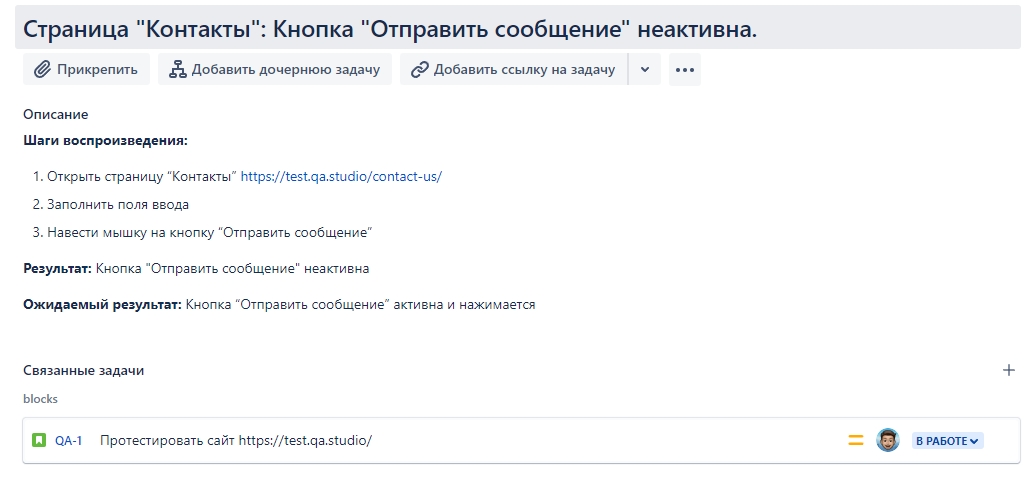 Страница "Контакты": Кнопка "Отправить сообщение" неактивна.
Прикрепить Добавить дочернюю задачу Добавить ссылку на задачу
Описание
Шаги воспроизведения:
1. Открыть страницу “Контакты” https://test.qa.studio/contact-us/
2. Заполнить поля ввода
3. Навести мышку на кнопку “Отправить сообщение”
Результат: Кнопка "Отправить сообщение" неактивна
Ожидаемый результат: Кнопка “Отправить сообщение” активна и нажимается
Связанные задачи
blocks
QA-1 Протестировать сайт https://test.qa.studio/ В РАБОТЕ